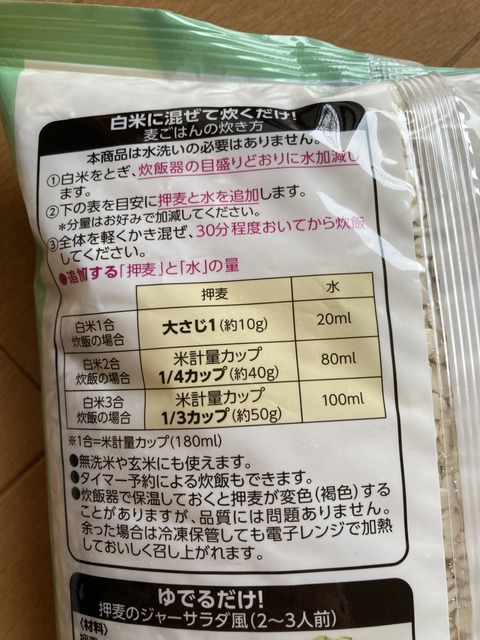 白米に混ぜて炊くだけ!
麦ごはんの炊き方
本商品は水洗いの必要はありません。
①白米をとぎ、炊飯器の目盛りどおりに水加減し
ます。
②下の表を目安に押麦と水を追加します。
*分量はお好みで加減してください。
③全体を軽くかき混ぜ、30分程度おいてから炊飯
してください。
●追加する「押麦」と「水」の量
押麦 水
白米1合
炊飯の場合
大さじ1(約10g)
20ml
白米2合
炊飯の場合
米計量カップ
1/4カップ(約40g)
80ml
白米3合
炊飯の場合
米計量カップ
1/3カップ(約50g)
100ml
※1合=米計量カップ(180ml)
●無洗米や玄米にも使えます。
●タイマー予約による炊飯もできます。
●炊飯器で保温しておくと押麦が変色(褐色)する
ことがありますが、品質には問題ありません。
余った場合は冷凍保管しても電子レンジで加熱
しておいしく召し上がれます。
ゆでるだけ!
押麦のジャーサラダ風(2〜3人前)
〈材料〉
押麦